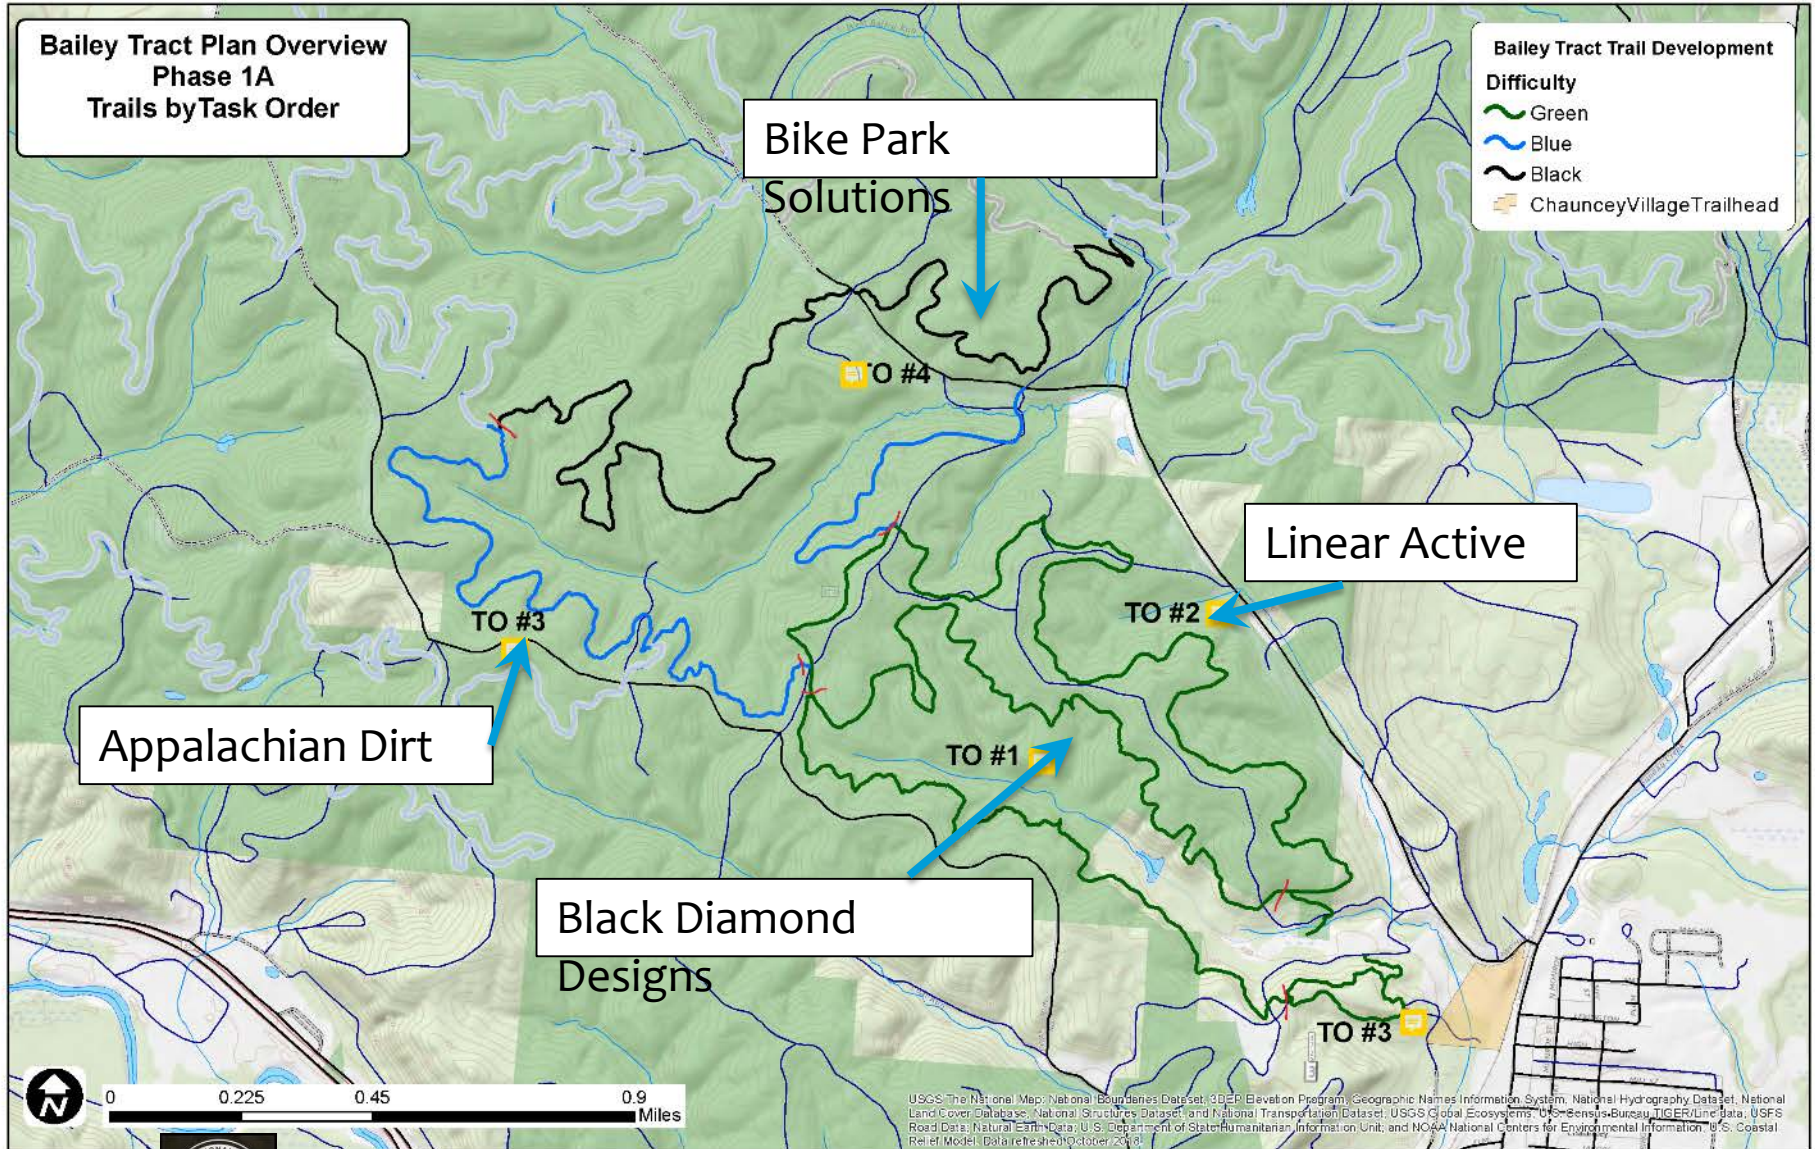 Bailey Tract Plan Overview
Phase 1A
Trails byTask Order
Bailey Tract Trail Development
Difficulty
Green
Blue
Black
ChaunceyVillageTrailhead
Bike Park
Solutions
TO #4
Linear Active
TO #2
TO #3
Appalachian Dirt
TO #1
Black Diamond
Designs
TO #3
N
0 0.225 0.45 0.9
Miles
USGS The National Map: National Boundaries Dataset, 3DEP Elevation Program, Geographic Names Information System, National Hydrography Dataset, National
Land Cover Database, National Structures Dataset, and National Transportation Dataset; USGS Global Ecosystems; U.S. Census Bureau TIGER/Line data; USFS
Road Data; Natural Earth Data; U.S. Department of State Humanitarian Information Unit; and NOAA National Centers for Environmental Information, U.S. Coastal
Relief Model. Data refreshed October 2018.